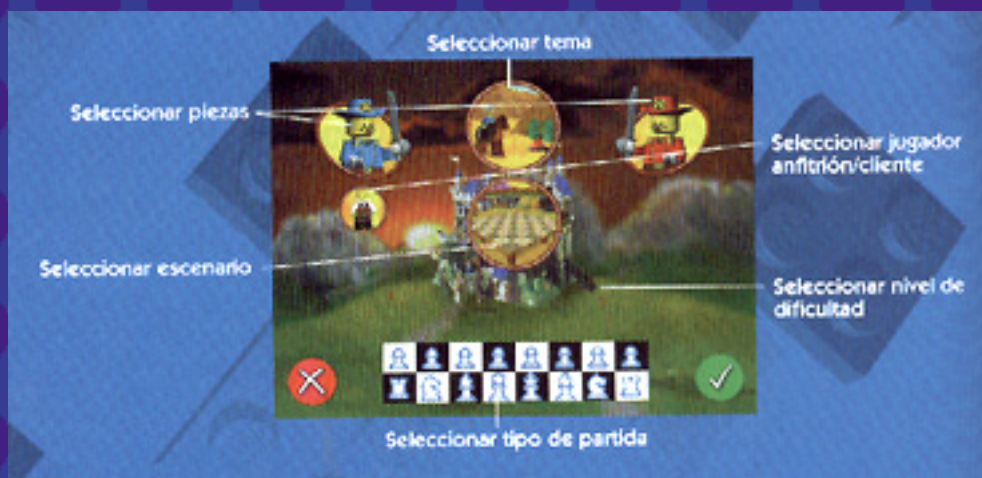 Seleccionar tema
Seleccionar piezas
Seleccionar jugador
anfitrión/cliente
Seleccionar escenario
Seleccionar nivel de
dificultad
Seleccionar tipo de partida